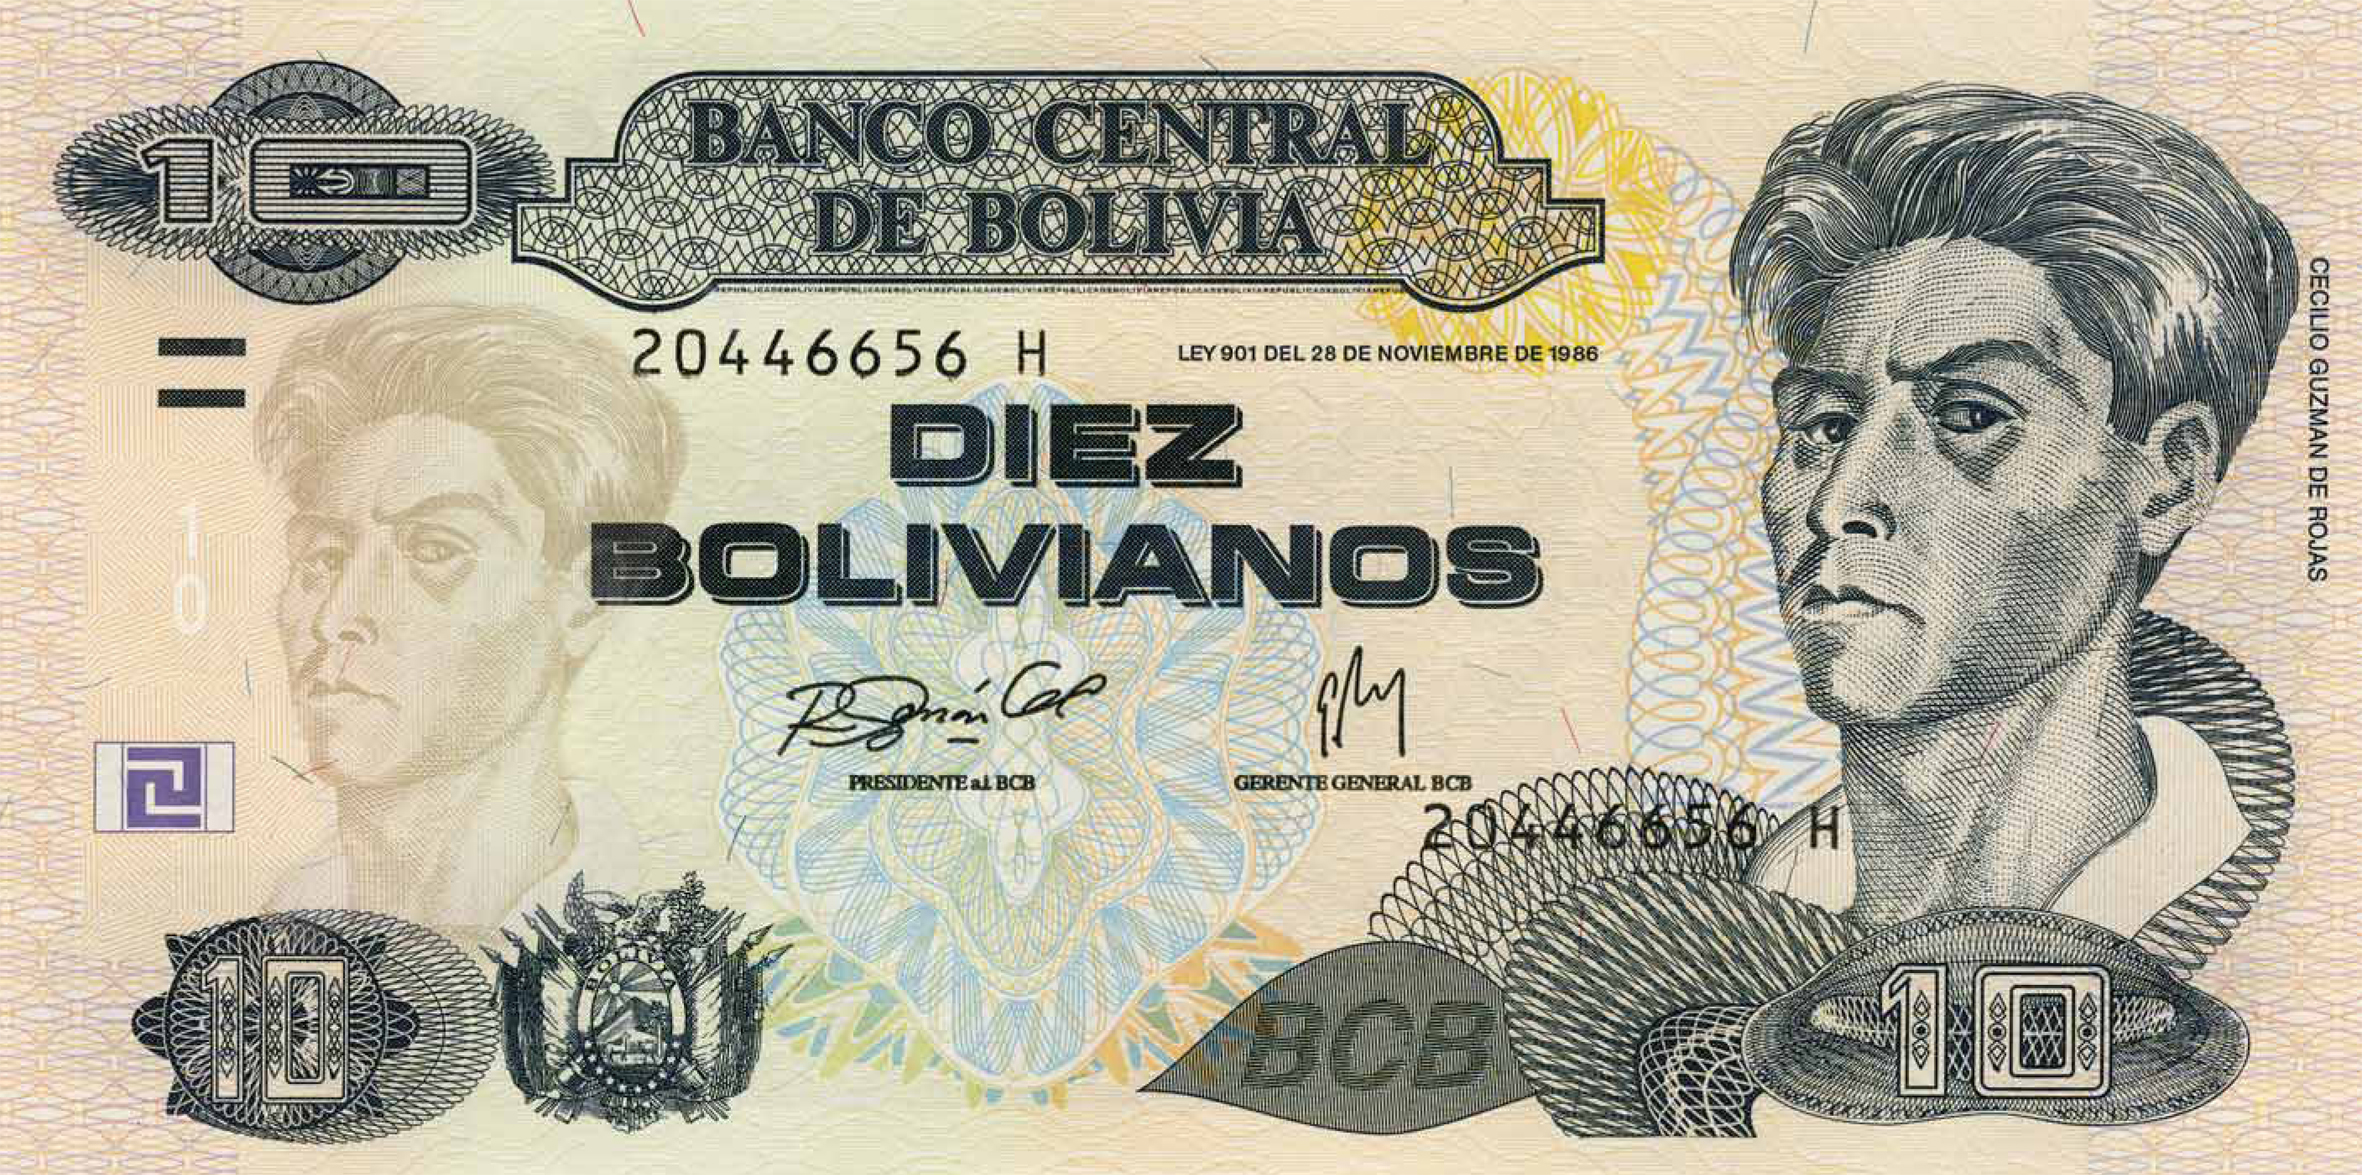 10
BANCO CENTRAL
DE BOLIVIA
20446656 H
LEY 901 DEL 28 DE NOVIEMBRE DE 1986
CECILIO GUZMAN DE ROJAS
DIEZ
BOLIVIANOS
10
PRESIDENTE a.i. BCB
GERENTE GENERAL BCB
20446656 H
10
BOLIVIA
BCB
10